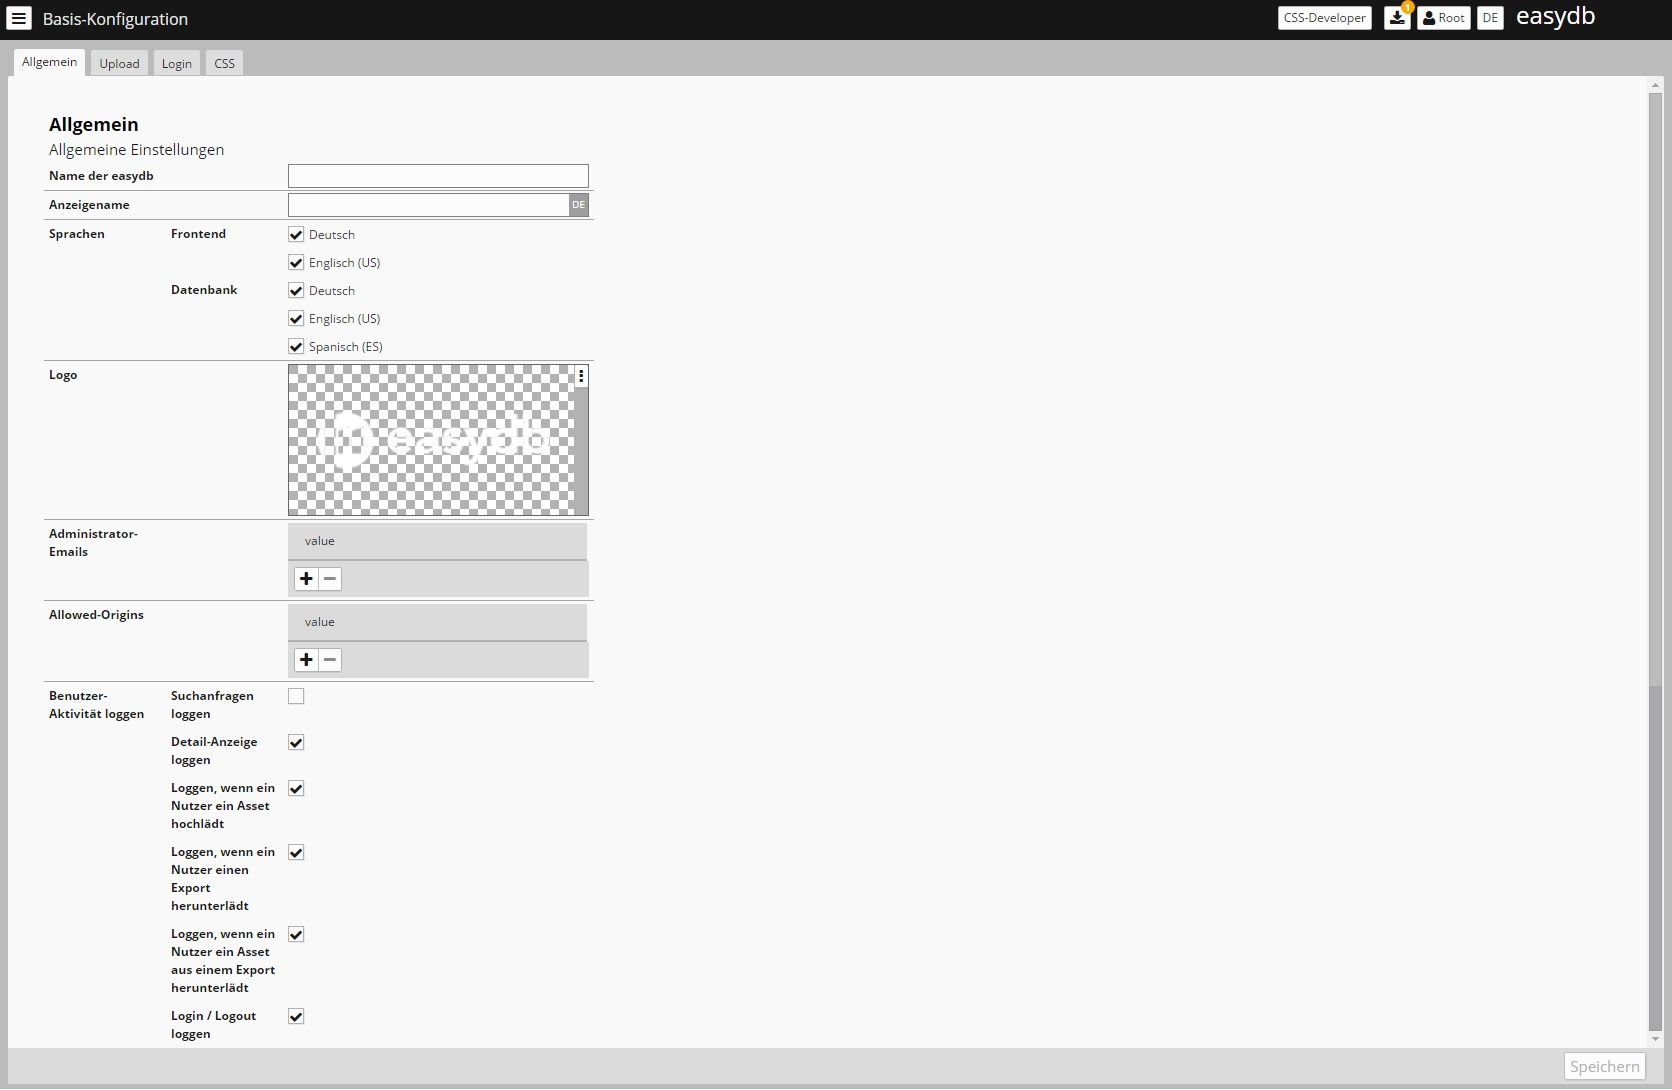 Basis-Konfiguration
CSS-Developer
1
Root
DE
easydb
Allgemein
Upload
Login
CSS
Allgemein
Allgemeine Einstellungen
Name der easydb
Anzeigename
DE
Sprachen
Frontend
Deutsch
Englisch (US)
Datenbank
Deutsch
Englisch (US)
Spanisch (ES)
Logo
easydb
Administrator-
Emails
value
Allowed-Origins
value
Benutzer-
Aktivität loggen
Suchanfragen
loggen
Detail-Anzeige
loggen
Loggen, wenn ein
Nutzer ein Asset
hochlädt
Loggen, wenn ein
Nutzer einen
Export
herunterlädt
Loggen, wenn ein
Nutzer ein Asset
aus einem Export
herunterlädt
Login / Logout
loggen
Speichern